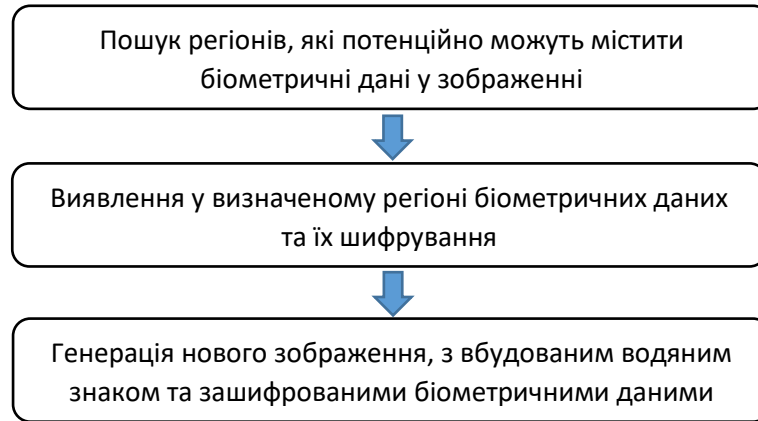 Пошук регіонів, які потенційно можуть містити
біометричні дані у зображенні
Виявлення у визначеному регіоні біометричних даних
та їх шифрування
Генерація нового зображення, з вбудованим водяним
знаком та зашифрованими біометричними даними